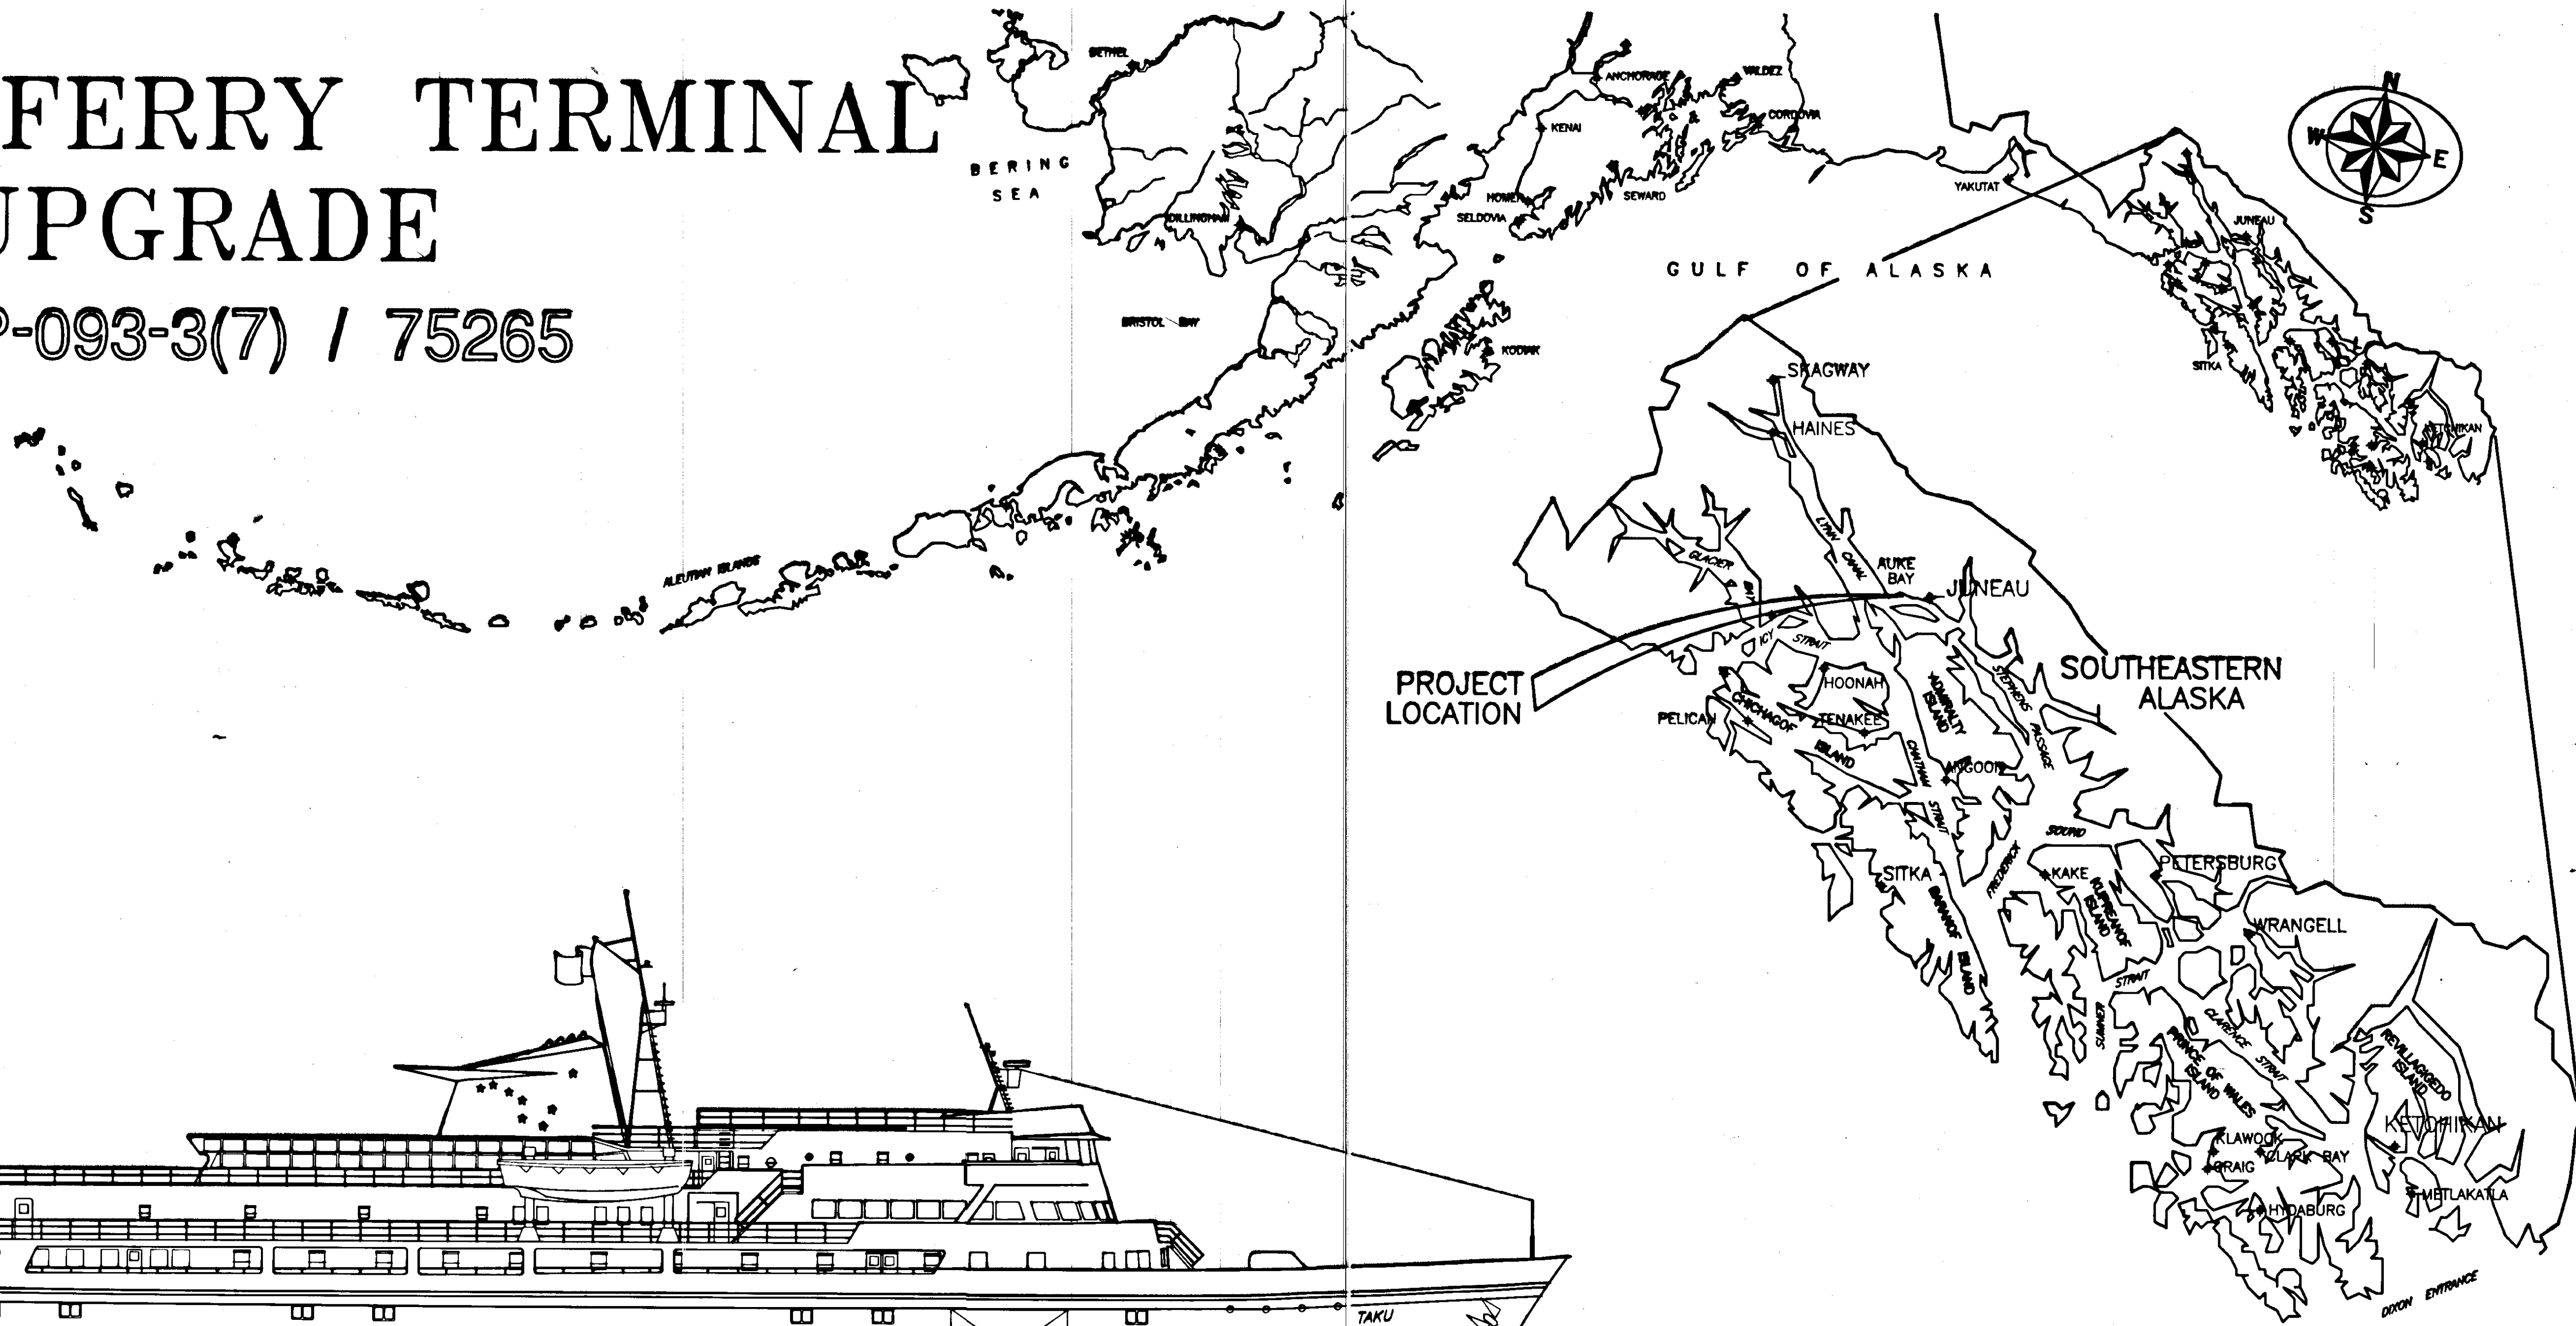 FERRY TERMINAL
UPGRADE
-093-3(7) / 75265
BERING
SEA
BETHEL
DILLINGHAM
BRISTOL BAY
ALEUTIAN ISLANDS
ANCHORAGE
VALDEZ
CORDOVIA
KENAI
HOMER
SELDOVIA
SEWARD
KODIAK
YAKUTAT
GULF OF ALASKA
JUNEAU
SITKA
KETCHIKAN
N
W
E
S
SKAGWAY
HAINES
LYNN CANAL
GLACIER BAY
AUKE
BAY
JUNEAU
ICY STRAIT
PROJECT
LOCATION
SOUTHEASTERN
ALASKA
HOONAH
PELICAN
CHICHAGOF
ISLAND
TENAKEE
ADMIRALTY
ISLAND
STEPHENS PASSAGE
CHATHAM STRAIT
ANGOON
SITKA
BARANOF ISLAND
FREDERICK SOUND
KAKE
KUPREANOF
ISLAND
PETERSBURG
WRANGELL
SUMNER STRAIT
CLARENCE STRAIT
PRINCE OF WALES
ISLAND
REVILLAGIGEDO
ISLAND
KETCHIKAN
KLAWOCK
CRAIG
CLARK BAY
METLAKATLA
HYDABURG
DIXON ENTRANCE
TAKU